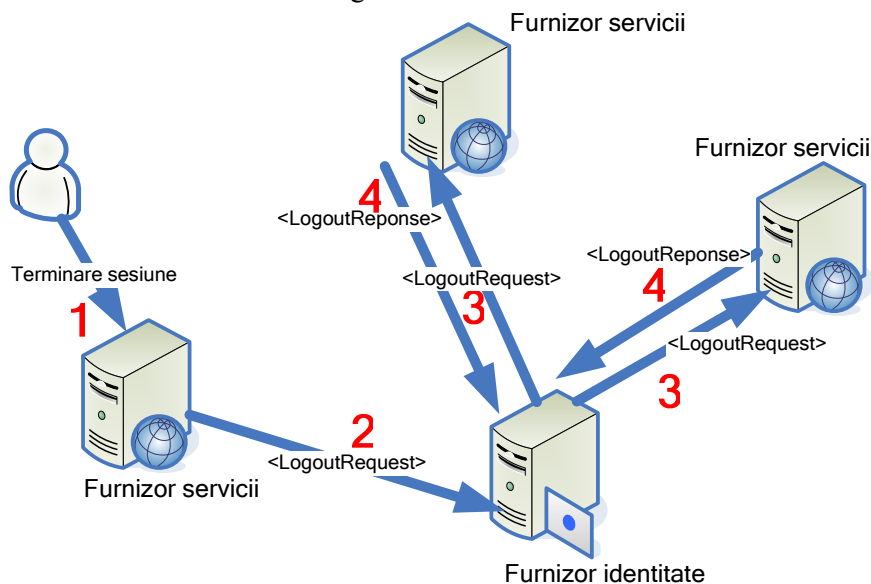 Furnizor servicii
Furnizor servicii
4
<LogoutReponse>
<LogoutReponse>
Terminare sesiune
<LogoutRequest>
4
1
3
<LogoutRequest>
3
2
<LogoutRequest>
Furnizor servicii
Furnizor identitate